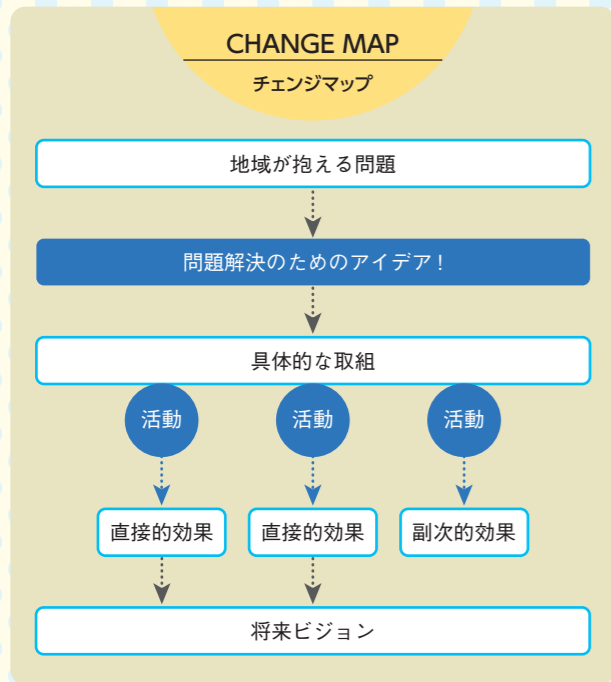 CHANGE MAP
チェンジマップ
地域が抱える問題
問題解決のためのアイデア！
具体的な取組
活動
活動
活動
直接的効果
直接的効果
副次的効果
将来ビジョン